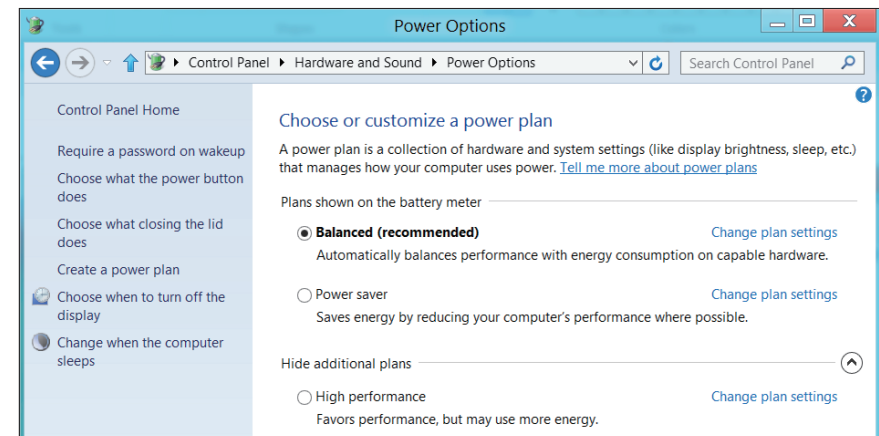 Power Options
Control Panel Hardware and Sound Power Options
Search Control Panel
Control Panel Home
Require a password on wakeup
Choose what the power button
does
Choose what closing the lid
does
Create a power plan
Choose when to turn off the
display
Change when the computer
sleeps
Choose or customize a power plan
A power plan is a collection of hardware and system settings (like display brightness, sleep, etc.)
that manages how your computer uses power. Tell me more about power plans
Plans shown on the battery meter
Balanced (recommended) Change plan settings
Automatically balances performance with energy consumption on capable hardware.
Power saver Change plan settings
Saves energy by reducing your computer's performance where possible.
Hide additional plans
High performance Change plan settings
Favors performance, but may use more energy.